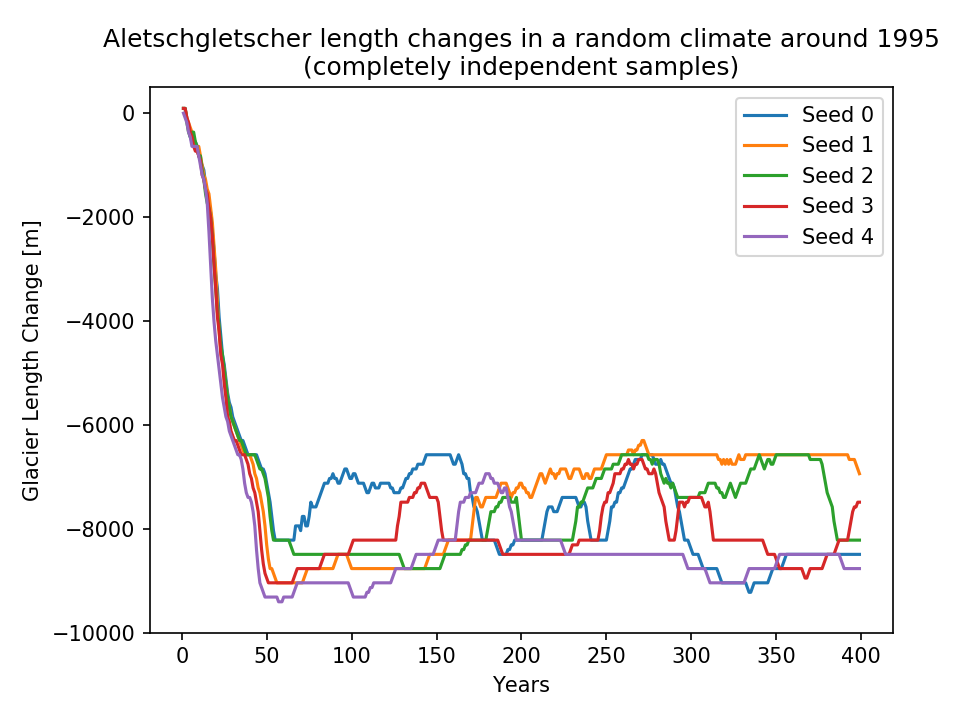 Aletschgletscher length changes in a random climate around 1995
(completely independent samples)
Glacier Length Change [m]
0
−2000
−4000
−6000
−8000
−10000
Seed 0
Seed 1
Seed 2
Seed 3
Seed 4
0 50 100 150 200 250 300 350 400
Years